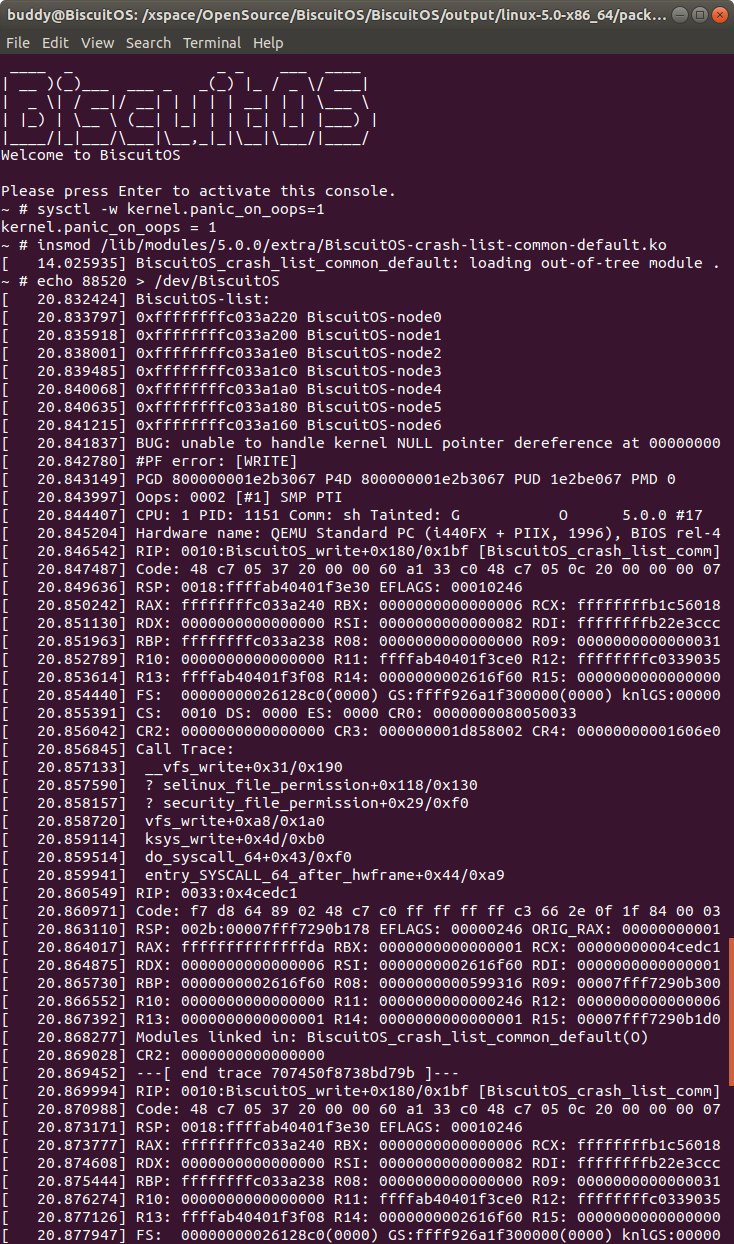 buddy@BiscuitOS: /xspace/OpenSource/BiscuitOS/BiscuitOS/output/linux-5.0-x86_64/pack...
File Edit View Search Terminal Help
BiscuitOS
Welcome to BiscuitOS
Please press Enter to activate this console.
~ # sysctl -w kernel.panic_on_oops=1
kernel.panic_on_oops = 1
~ # insmod /lib/modules/5.0.0/extra/BiscuitOS-crash-list-common-default.ko
[   14.025935] BiscuitOS_crash_list_common_default: loading out-of-tree module .
~ # echo 88520 > /dev/BiscuitOS
[   20.832424] BiscuitOS-list:
[   20.833797] 0xffffffffc033a220 BiscuitOS-node0
[   20.835918] 0xffffffffc033a200 BiscuitOS-node1
[   20.838001] 0xffffffffc033a1e0 BiscuitOS-node2
[   20.839485] 0xffffffffc033a1c0 BiscuitOS-node3
[   20.840068] 0xffffffffc033a1a0 BiscuitOS-node4
[   20.840635] 0xffffffffc033a180 BiscuitOS-node5
[   20.841215] 0xffffffffc033a160 BiscuitOS-node6
[   20.841837] BUG: unable to handle kernel NULL pointer dereference at 00000000
[   20.842780] #PF error: [WRITE]
[   20.843149] PGD 800000001e2b3067 P4D 800000001e2b3067 PUD 1e2be067 PMD 0
[   20.843997] Oops: 0002 [#1] SMP PTI
[   20.844407] CPU: 1 PID: 1151 Comm: sh Tainted: G           O      5.0.0 #17
[   20.845204] Hardware name: QEMU Standard PC (i440FX + PIIX, 1996), BIOS rel-4
[   20.846542] RIP: 0010:BiscuitOS_write+0x180/0x1bf [BiscuitOS_crash_list_comm]
[   20.847487] Code: 48 c7 05 37 20 00 00 60 a1 33 c0 48 c7 05 0c 20 00 00 00 07
[   20.849636] RSP: 0018:ffffab40401f3e30 EFLAGS: 00010246
[   20.850242] RAX: ffffffffc033a240 RBX: 0000000000000006 RCX: ffffffffb1c56018
[   20.851130] RDX: 0000000000000000 RSI: 0000000000000082 RDI: ffffffffb22e3ccc
[   20.851963] RBP: ffffffffc033a238 R08: 0000000000000000 R09: 0000000000000031
[   20.852789] R10: 0000000000000000 R11: ffffab40401f3ce0 R12: ffffffffc0339035
[   20.853614] R13: ffffab40401f3f08 R14: 0000000002616f60 R15: 0000000000000000
[   20.854440] FS:  00000000026128c0(0000) GS:ffff926a1f300000(0000) knlGS:00000
[   20.855391] CS:  0010 DS: 0000 ES: 0000 CR0: 0000000080050033
[   20.856042] CR2: 0000000000000000 CR3: 000000001d858002 CR4: 00000000001606e0
[   20.856845] Call Trace:
[   20.857133]  __vfs_write+0x31/0x190
[   20.857590]  ? selinux_file_permission+0x118/0x130
[   20.858157]  ? security_file_permission+0x29/0xf0
[   20.858720]  vfs_write+0xa8/0x1a0
[   20.859114]  ksys_write+0x4d/0xb0
[   20.859514]  do_syscall_64+0x43/0xf0
[   20.859941]  entry_SYSCALL_64_after_hwframe+0x44/0xa9
[   20.860549] RIP: 0033:0x4cedc1
[   20.860971] Code: f7 d8 64 89 02 48 c7 c0 ff ff ff ff c3 66 2e 0f 1f 84 00 03
[   20.863110] RSP: 002b:00007fff7290b178 EFLAGS: 00000246 ORIG_RAX: 00000000001
[   20.864017] RAX: ffffffffffffffda RBX: 0000000000000001 RCX: 00000000004cedc1
[   20.864875] RDX: 0000000000000006 RSI: 0000000002616f60 RDI: 0000000000000001
[   20.865730] RBP: 0000000002616f60 R08: 0000000000599316 R09: 00007fff7290b300
[   20.866552] R10: 0000000000000000 R11: 0000000000000246 R12: 0000000000000006
[   20.867392] R13: 0000000000000001 R14: 0000000000000001 R15: 00007fff7290b1d0
[   20.868277] Modules linked in: BiscuitOS_crash_list_common_default(O)
[   20.869028] CR2: 0000000000000000
[   20.869452] ---[ end trace 707450f8738bd79b ]---
[   20.869994] RIP: 0010:BiscuitOS_write+0x180/0x1bf [BiscuitOS_crash_list_comm]
[   20.870988] Code: 48 c7 05 37 20 00 00 60 a1 33 c0 48 c7 05 0c 20 00 00 00 07
[   20.873171] RSP: 0018:ffffab40401f3e30 EFLAGS: 00010246
[   20.873777] RAX: ffffffffc033a240 RBX: 0000000000000006 RCX: ffffffffb1c56018
[   20.874608] RDX: 0000000000000000 RSI: 0000000000000082 RDI: ffffffffb22e3ccc
[   20.875444] RBP: ffffffffc033a238 R08: 0000000000000000 R09: 0000000000000031
[   20.876274] R10: 0000000000000000 R11: ffffab40401f3ce0 R12: ffffffffc0339035
[   20.877126] R13: ffffab40401f3f08 R14: 0000000002616f60 R15: 0000000000000000
[   20.877947] FS:  00000000026128c0(0000) GS:ffff926a1f300000(0000) knlGS:00000